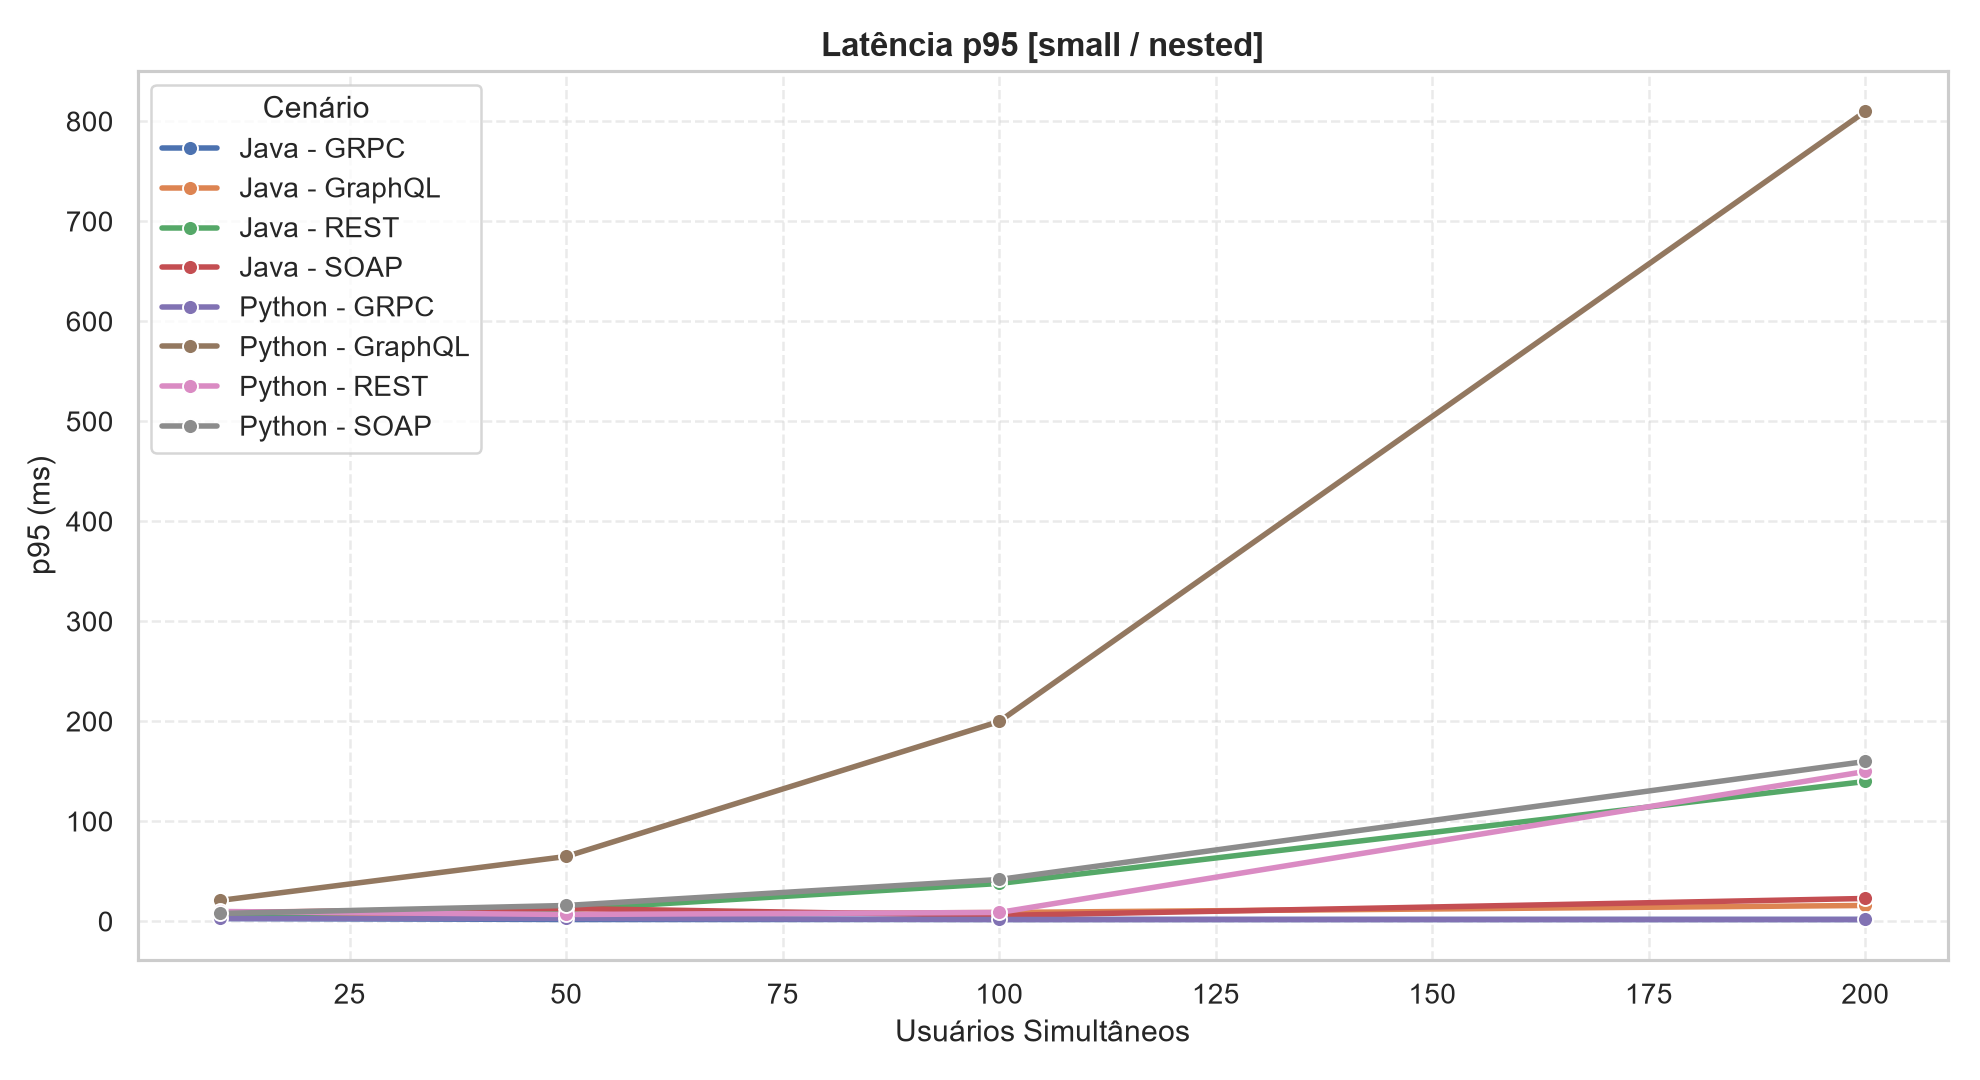 Latência p95 [small / nested]
Cenário
Java - GRPC
Java - GraphQL
Java - REST
Java - SOAP
Python - GRPC
Python - GraphQL
Python - REST
Python - SOAP
800
700
600
500
400
300
200
100
0
p95 (ms)
25 50 75 100 125 150 175 200
Usuários Simultâneos